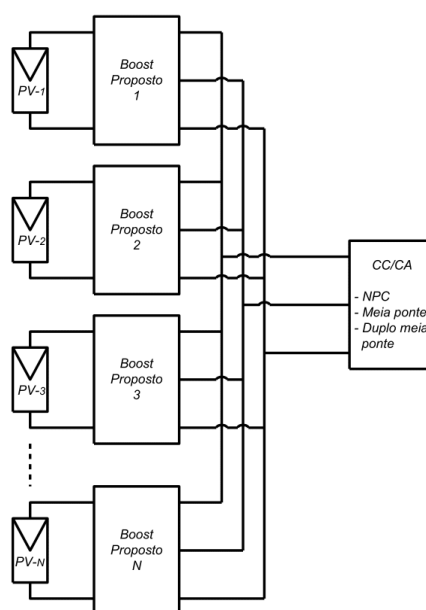 PV-1
Boost
Proposto
1
PV-2
Boost
Proposto
2
CC/CA
- NPC
- Meia ponte
- Duplo meia
ponte
PV-3
Boost
Proposto
3
PV-N
Boost
Proposto
N